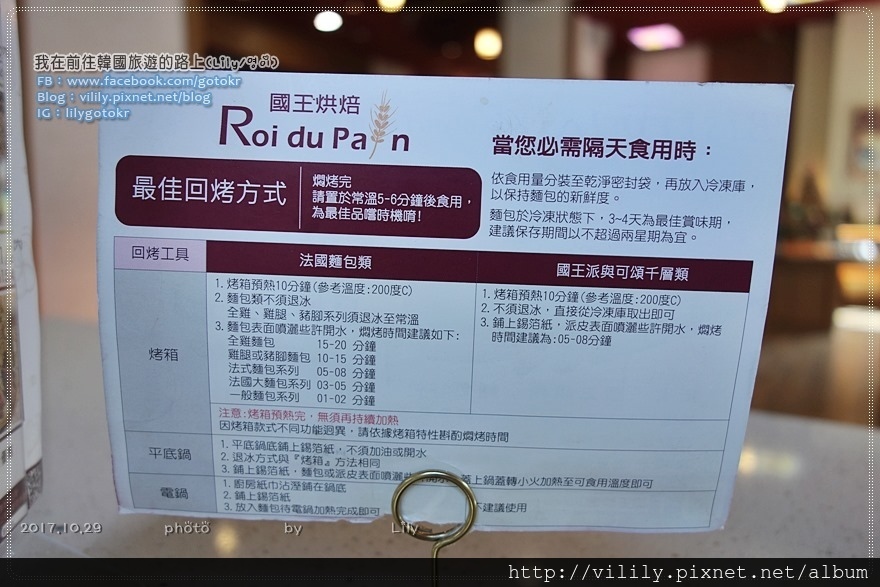 我在前往韓國旅遊的路上(Lily/영미)
FB：www.facebook.com/gotokr
Blog：vilily.pixnet.net/blog
IG：lilygotokr
國王烘焙
Roi du Pain
最佳回烤方式
燜烤完
請置於常溫5-6分鐘後食用，
為最佳品嚐時機唷!
當您必需隔天食用時：
依食用量分裝至乾淨密封袋，再放入冷凍庫，
以保持麵包的新鮮度。
麵包於冷凍狀態下，3~4天為最佳賞味期，
建議保存期間以不超過兩星期為宜。
回烤工具
法國麵包類
國王派與可頌千層類
烤箱
1. 烤箱預熱10分鐘(參考溫度:200度C)
2. 麵包類不須退冰
全雞、雞腿、豬腳系列須退冰至常溫
3. 麵包表面噴灑些許開水，燜烤時間建議如下:
全雞麵包 15-20 分鐘
雞腿或豬腳麵包 10-15 分鐘
法式麵包系列 05-08 分鐘
法國大麵包系列 03-05 分鐘
一般麵包系列 01-02 分鐘
1. 烤箱預熱10分鐘(參考溫度:200度C)
2. 不須退冰，直接從冷凍庫取出即可
3. 鋪上錫箔紙，派皮表面噴灑些許開水，燜烤
時間建議為:05-08分鐘
注意:烤箱預熱完，無須再持續加熱
因烤箱款式不同功能迥異，請依據烤箱特性斟酌燜烤時間
平底鍋
1. 平底鍋底鋪上錫箔紙，不須加油或開水
2. 退冰方式與『烤箱』方法相同
3. 鋪上錫箔紙，麵包或派皮表面噴灑些許開水，蓋上鍋蓋轉小火加熱至可食用溫度即可
電鍋
1. 廚房紙巾沾溼鋪在鍋底
2. 鋪上錫箔紙
3. 放入麵包待電鍋加熱完成即可
不建議使用
2017.10.29 photo by Lily
http://vilily.pixnet.net/album